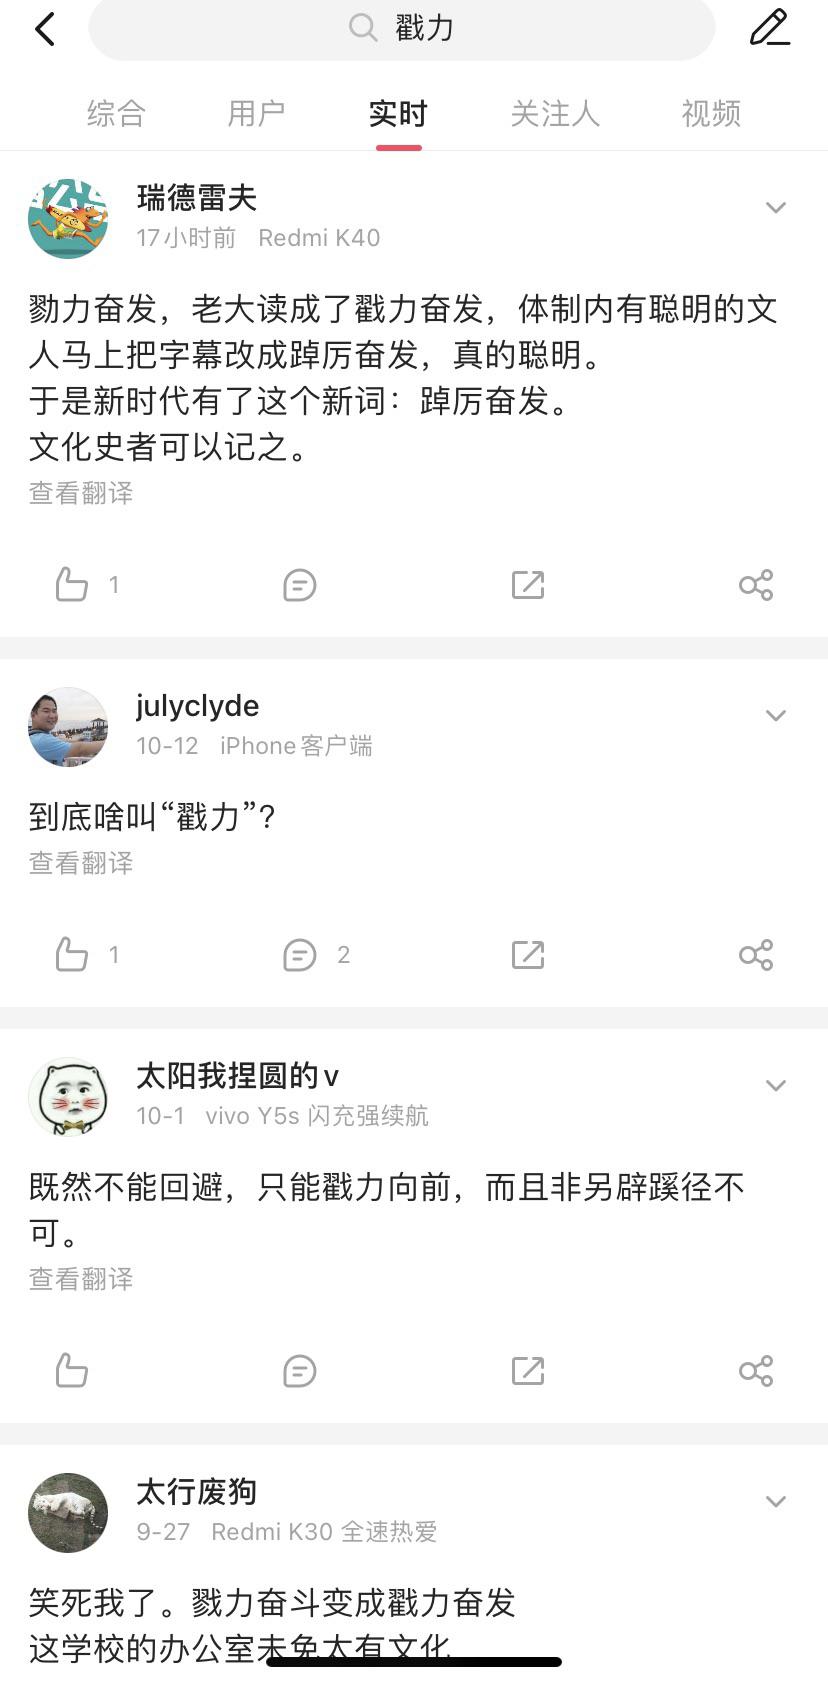 戳力
综合
用户
实时
关注人
视频
瑞德雷夫
17小时前 Redmi K40
勠力奋发，老大读成了戳力奋发，体制内有聪明的文
人马上把字幕改成踔厉奋发，真的聪明。
于是新时代有了这个新词：踔厉奋发。
文化史者可以记之。
查看翻译
1
julyclyde
10-12 iPhone客户端
到底啥叫“戳力”?
查看翻译
1
2
太阳我捏圆的v
10-1 vivo Y5s 闪充强续航
既然不能回避，只能戳力向前，而且非另辟蹊径不
可。
查看翻译
太行废狗
9-27 Redmi K30 全速热爱
笑死我了。戮力奋斗变成戳力奋发
这学校的办公室未免太有文化